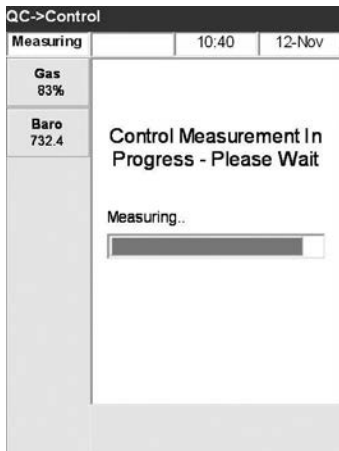 QC->Control
Measuring 10:40 12-Nov
Gas
83%
Baro
732.4
Control Measurement In
Progress - Please Wait
Measuring..